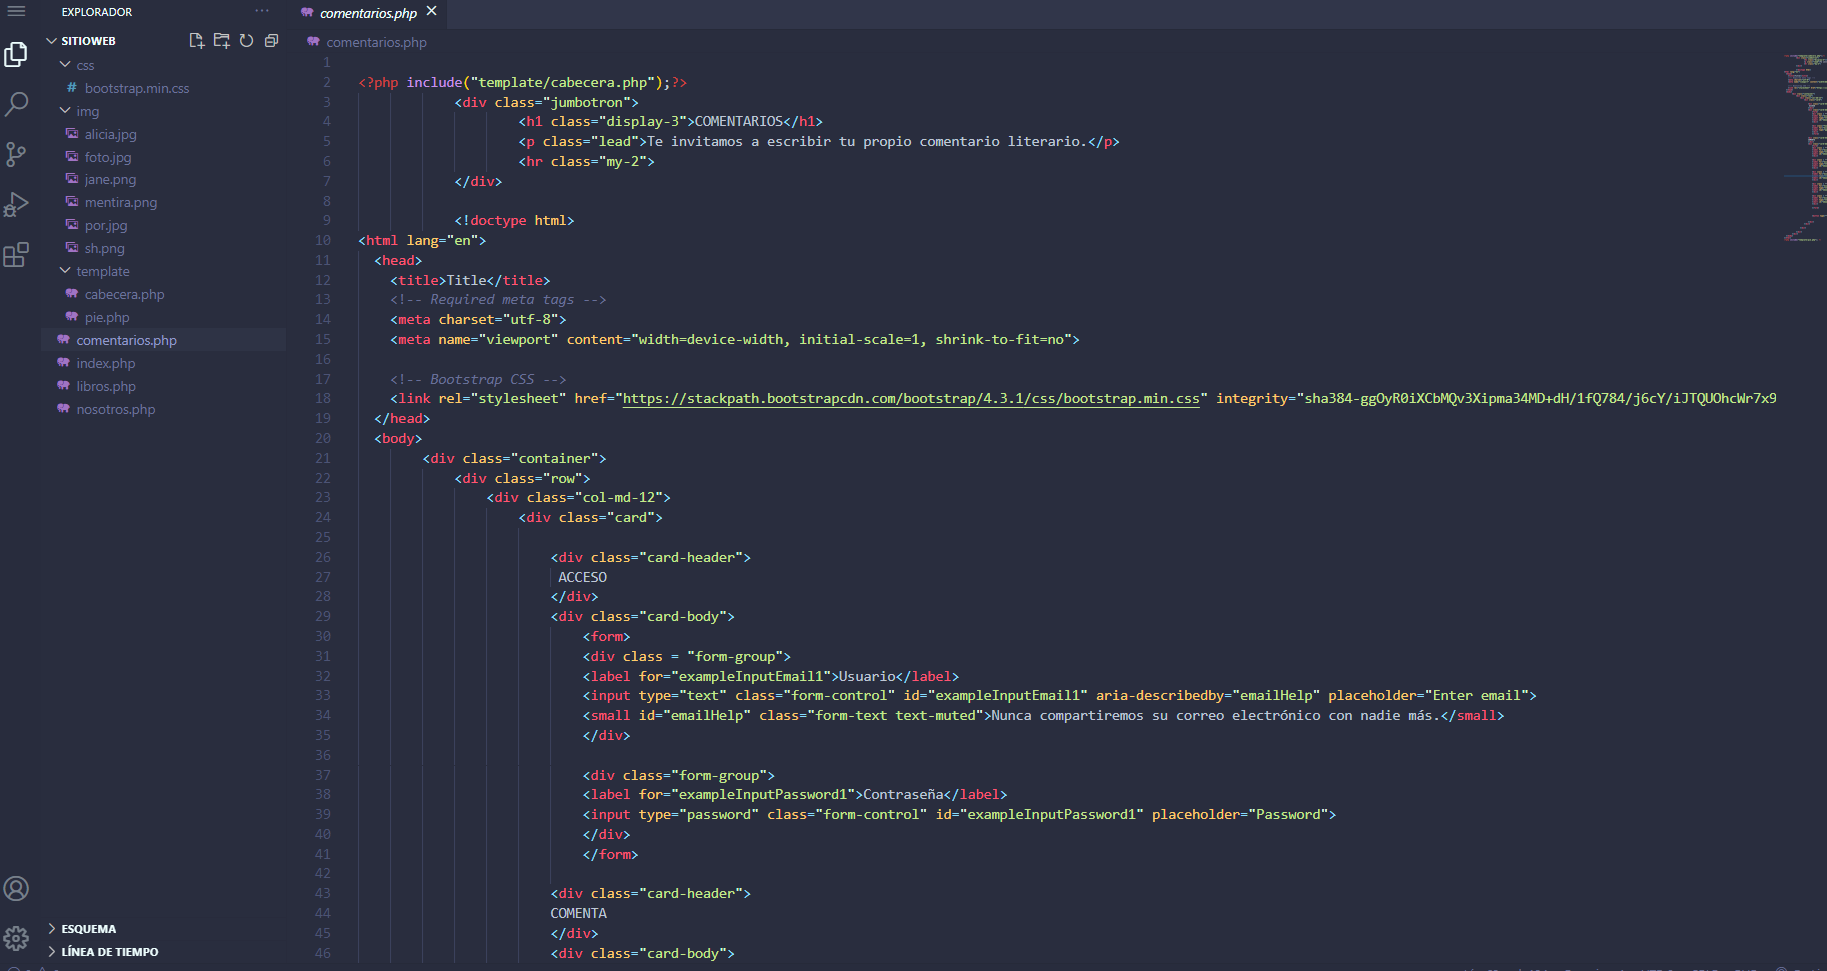 EXPLORADOR
SITIOWEB
css
# bootstrap.min.css
img
alicia.jpg
foto.jpg
jane.png
mentira.png
por.jpg
sh.png
template
cabecera.php
pie.php
comentarios.php
index.php
libros.php
nosotros.php
ESQUEMA
LÍNEA DE TIEMPO
comentarios.php
comentarios.php
1
2 <?php include("template/cabecera.php");?>
3 <div class="jumbotron">
4 <h1 class="display-3">COMENTARIOS</h1>
5 <p class="lead">Te invitamos a escribir tu propio comentario literario.</p>
6 <hr class="my-2">
7 </div>
8
9 <!doctype html>
10 <html lang="en">
11 <head>
12 <title>Title</title>
13 <!-- Required meta tags -->
14 <meta charset="utf-8">
15 <meta name="viewport" content="width=device-width, initial-scale=1, shrink-to-fit=no">
16
17 <!-- Bootstrap CSS -->
18 <link rel="stylesheet" href="https://stackpath.bootstrapcdn.com/bootstrap/4.3.1/css/bootstrap.min.css" integrity="sha384-ggOyR0iXCbMQv3Xipma34MD+dH/1fQ784/j6cY/iJTQUOhcWr7x9
19 </head>
20 <body>
21 <div class="container">
22 <div class="row">
23 <div class="col-md-12">
24 <div class="card">
25
26 <div class="card-header">
27 ACCESO
28 </div>
29 <div class="card-body">
30 <form>
31 <div class = "form-group">
32 <label for="exampleInputEmail1">Usuario</label>
33 <input type="text" class="form-control" id="exampleInputEmail1" aria-describedby="emailHelp" placeholder="Enter email">
34 <small id="emailHelp" class="form-text text-muted">Nunca compartiremos su correo electrónico con nadie más.</small>
35 </div>
36
37 <div class="form-group">
38 <label for="exampleInputPassword1">Contraseña</label>
39 <input type="password" class="form-control" id="exampleInputPassword1" placeholder="Password">
40 </div>
41 </form>
42
43 <div class="card-header">
44 COMENTA
45 </div>
46 <div class="card-body">